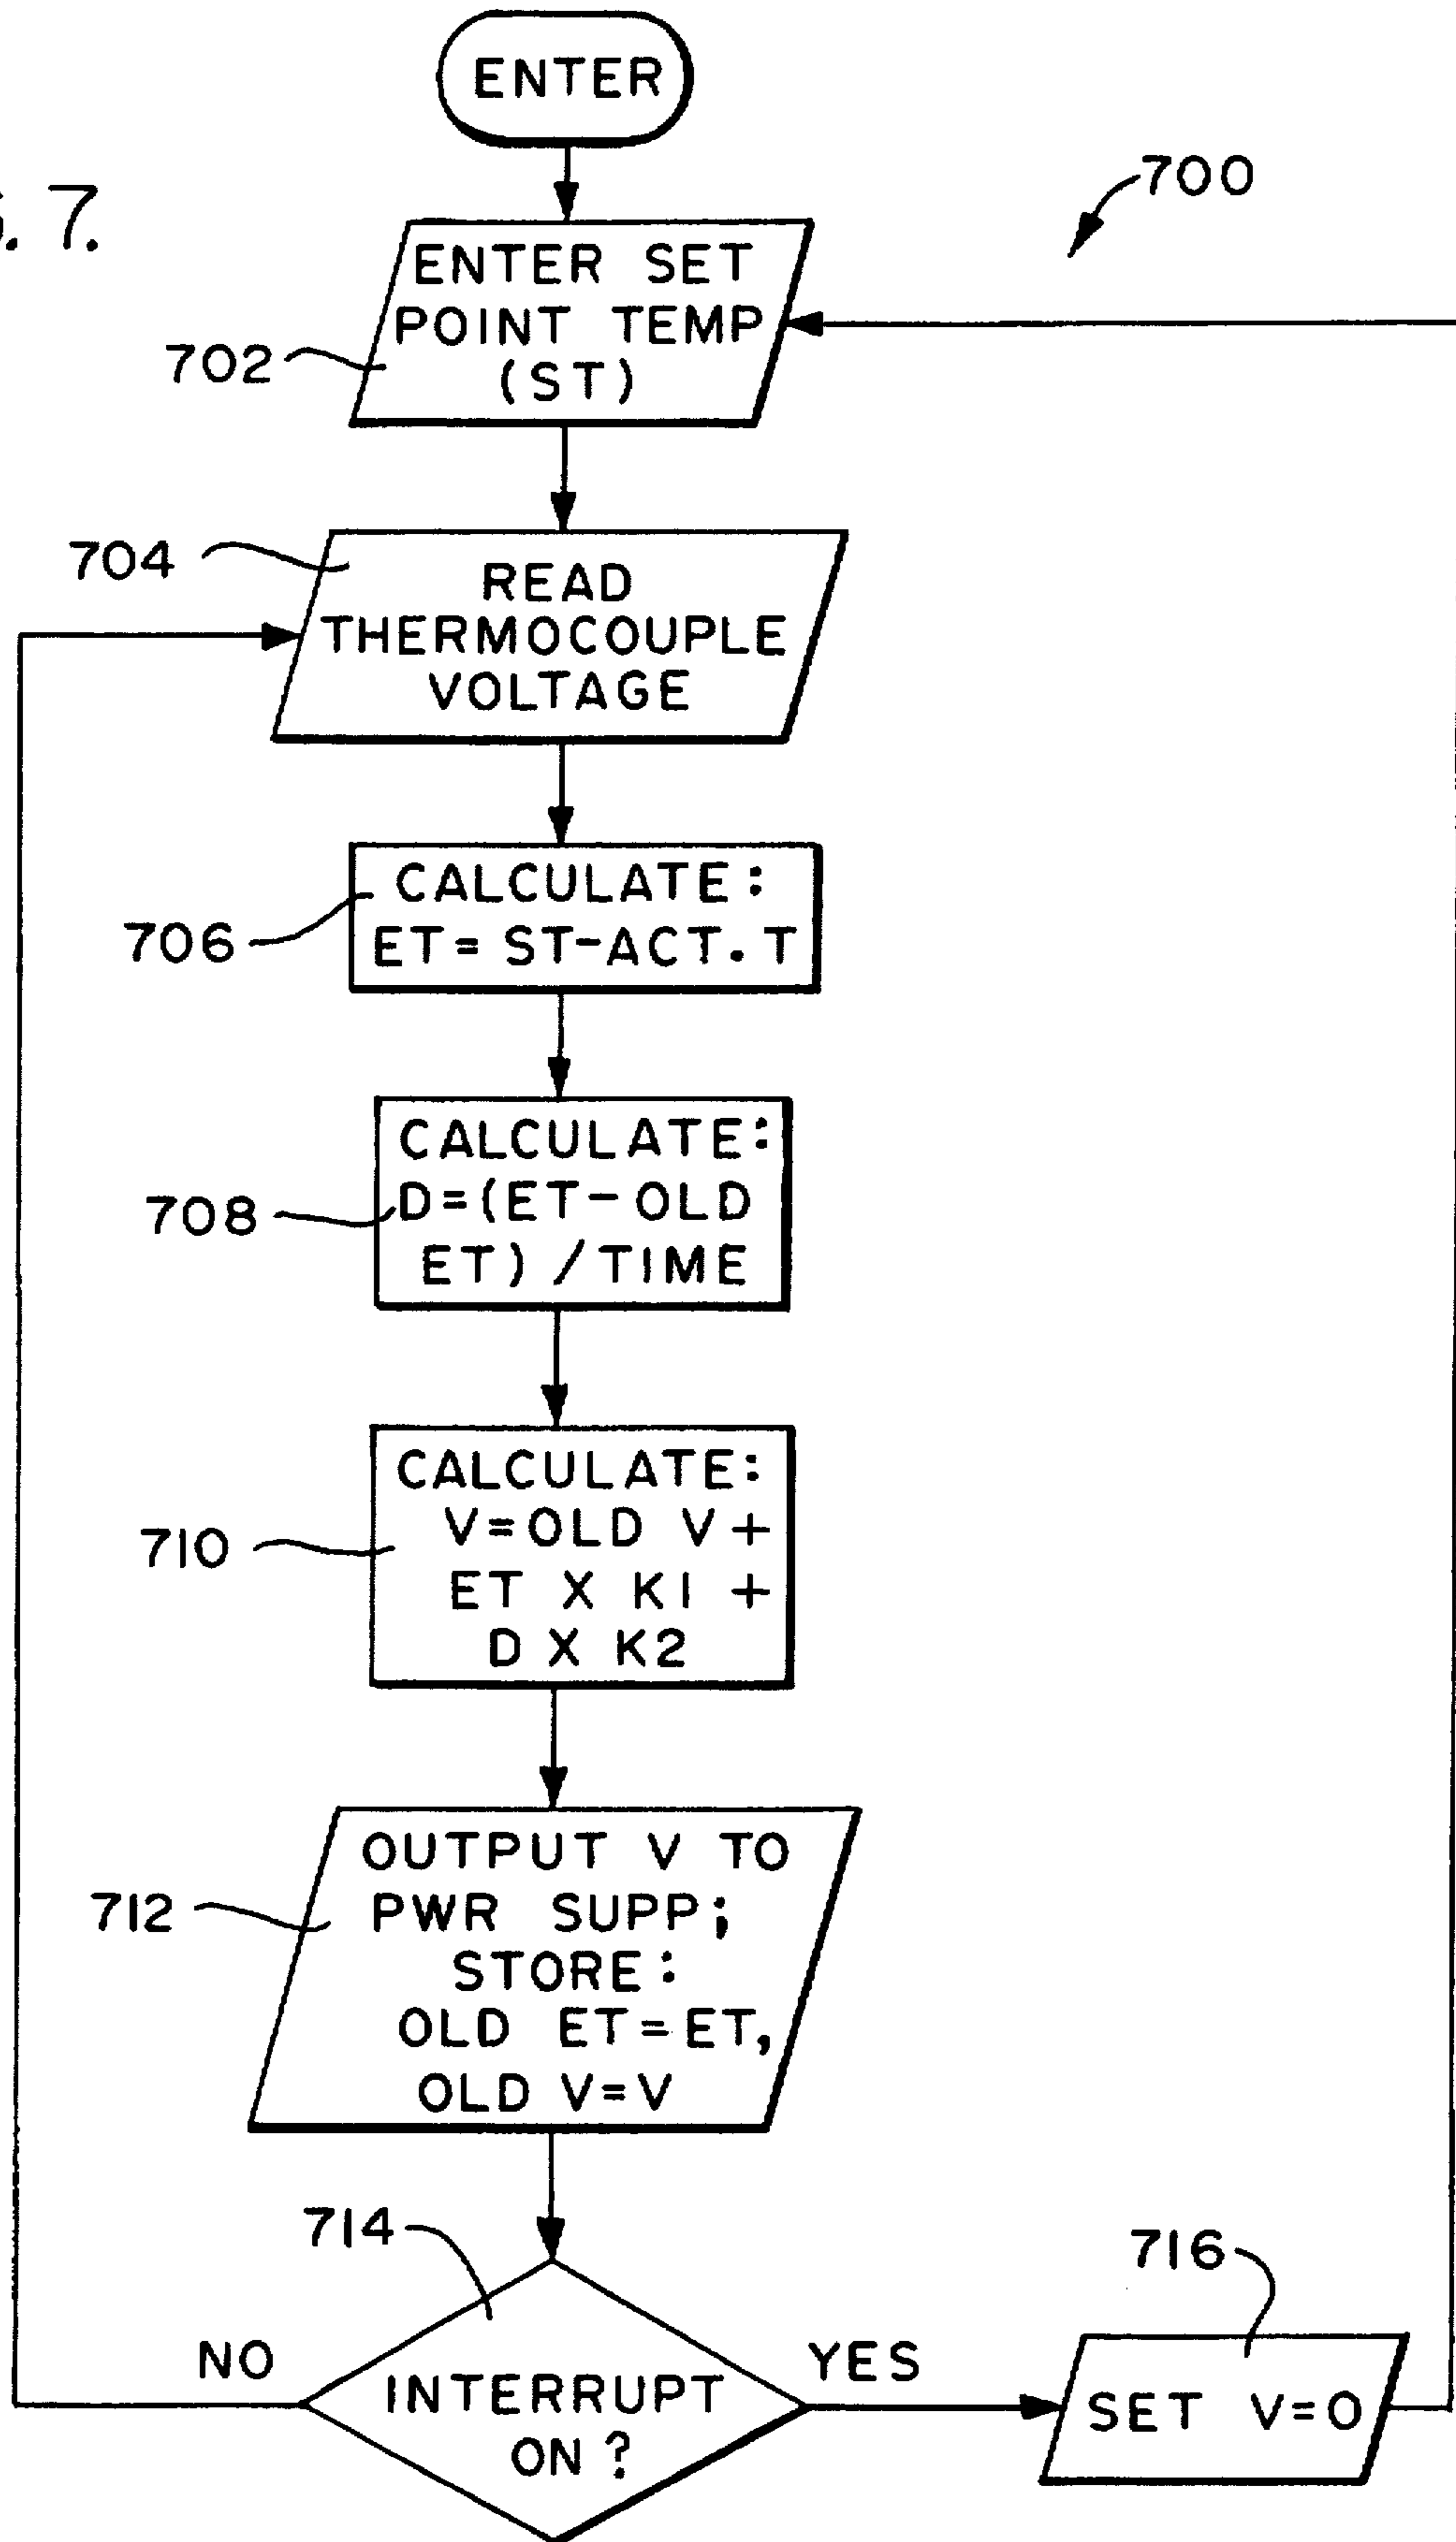 ENTER
G. 7.
700
ENTER SET
POINT TEMP
(ST)
702
704
READ
THERMOCOUPLE
VOLTAGE
CALCULATE:
ET= ST-ACT. T
706
CALCULATE:
D=(ET-OLD
ET) /TIME
708
CALCULATE:
V=OLD V+
ET X K1 +
D X K2
710
OUTPUT V TO
PWR SUPP;
STORE:
OLD ET=ET,
OLD V=V
712
714
716
NO
YES
INTERRUPT
ON?
SET V=0